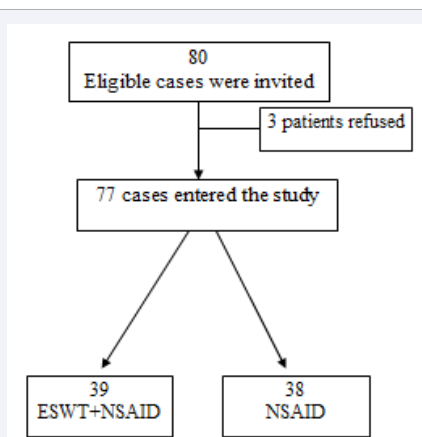 80
Eligible cases were invited
3 patients refused
77 cases entered the study
39
ESWT+NSAID
38
NSAID